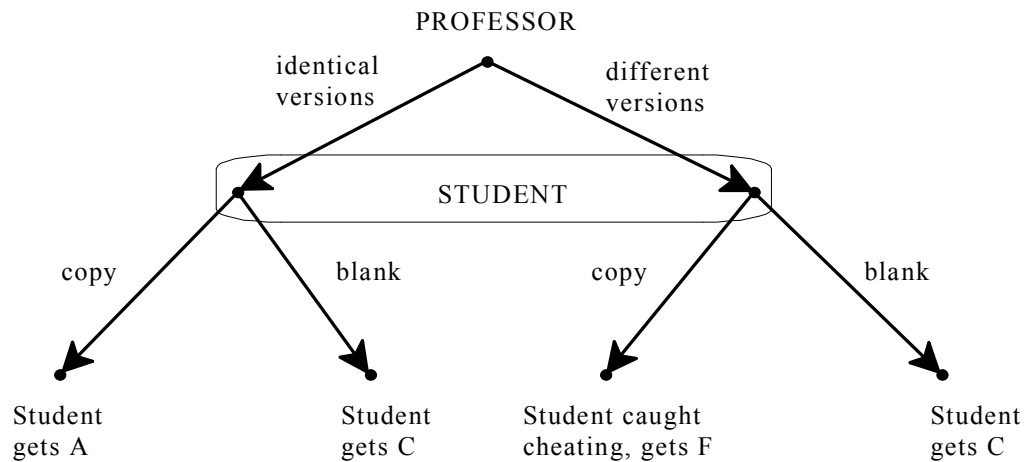 PROFESSOR
identical
versions
different
versions
STUDENT
copy
blank
copy
blank
Student
gets A
Student
gets C
Student caught
cheating, gets F
Student
gets C